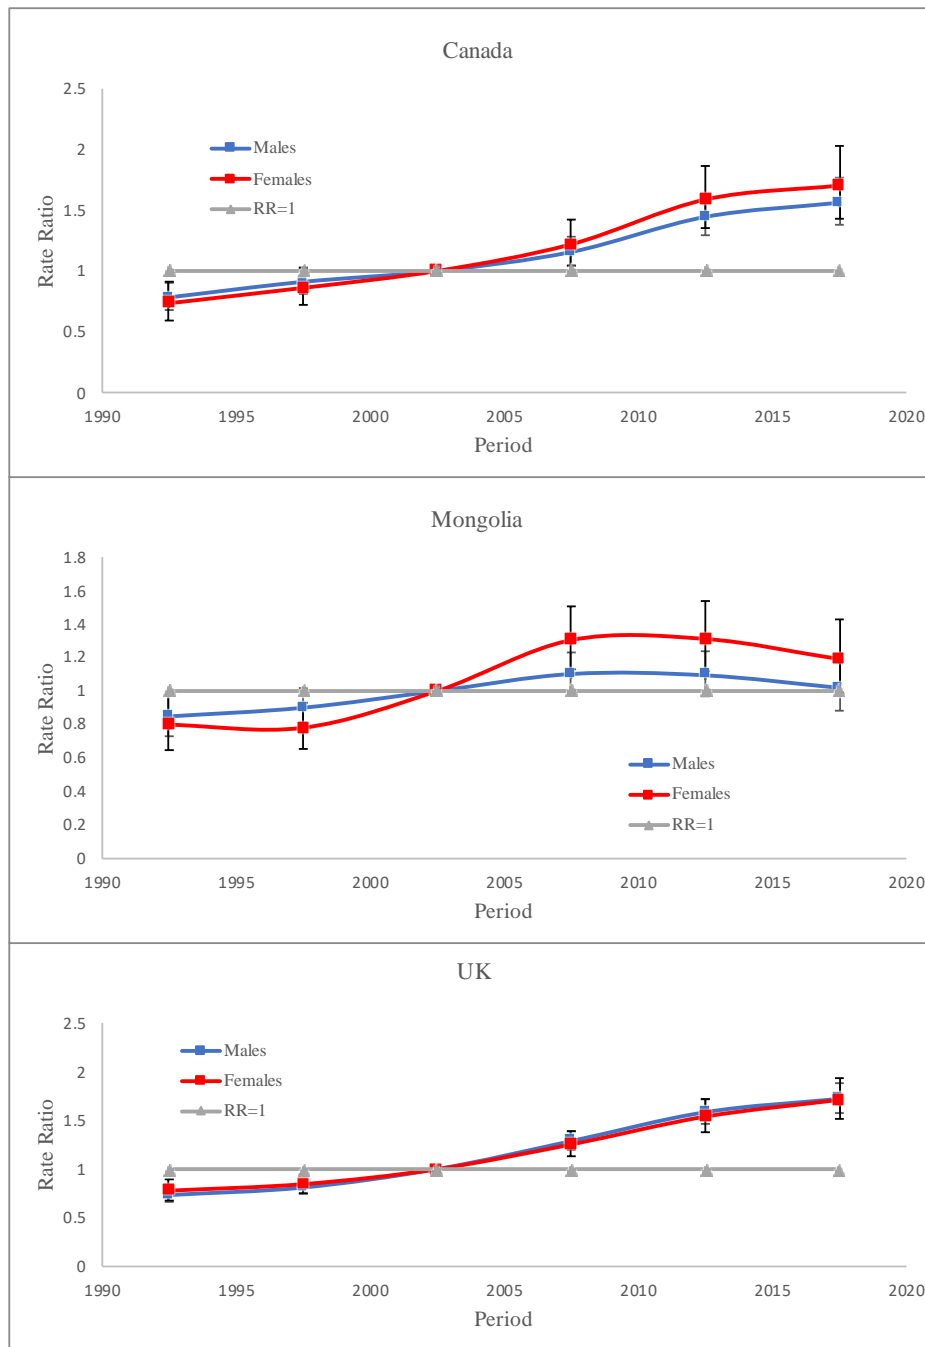 Canada
2.5
2
1.5
1
0.5
0
Rate Ratio
Males
Females
RR=1
1990 1995 2000 2005 2010 2015 2020
Period
Mongolia
1.8
1.6
1.4
1.2
1
0.8
0.6
0.4
0.2
0
Rate Ratio
Males
Females
RR=1
1990 1995 2000 2005 2010 2015 2020
Period
UK
2.5
2
1.5
1
0.5
0
Rate Ratio
Males
Females
RR=1
1990 1995 2000 2005 2010 2015 2020
Period